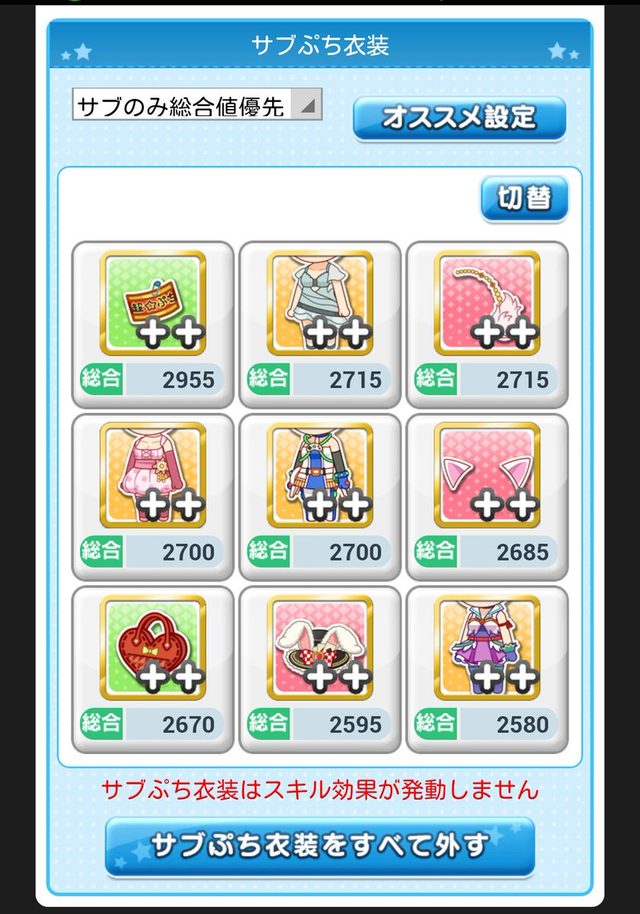 サブぷち衣装
サブのみ総合値優先
オススメ設定
切替
++ ++ ++
総合 2955 総合 2715 総合 2715
++ ++ ++
総合 2700 総合 2700 総合 2685
++ ++ ++
総合 2670 総合 2595 総合 2580
サブぷち衣装はスキル効果が発動しません
サブぷち衣装をすべて外す